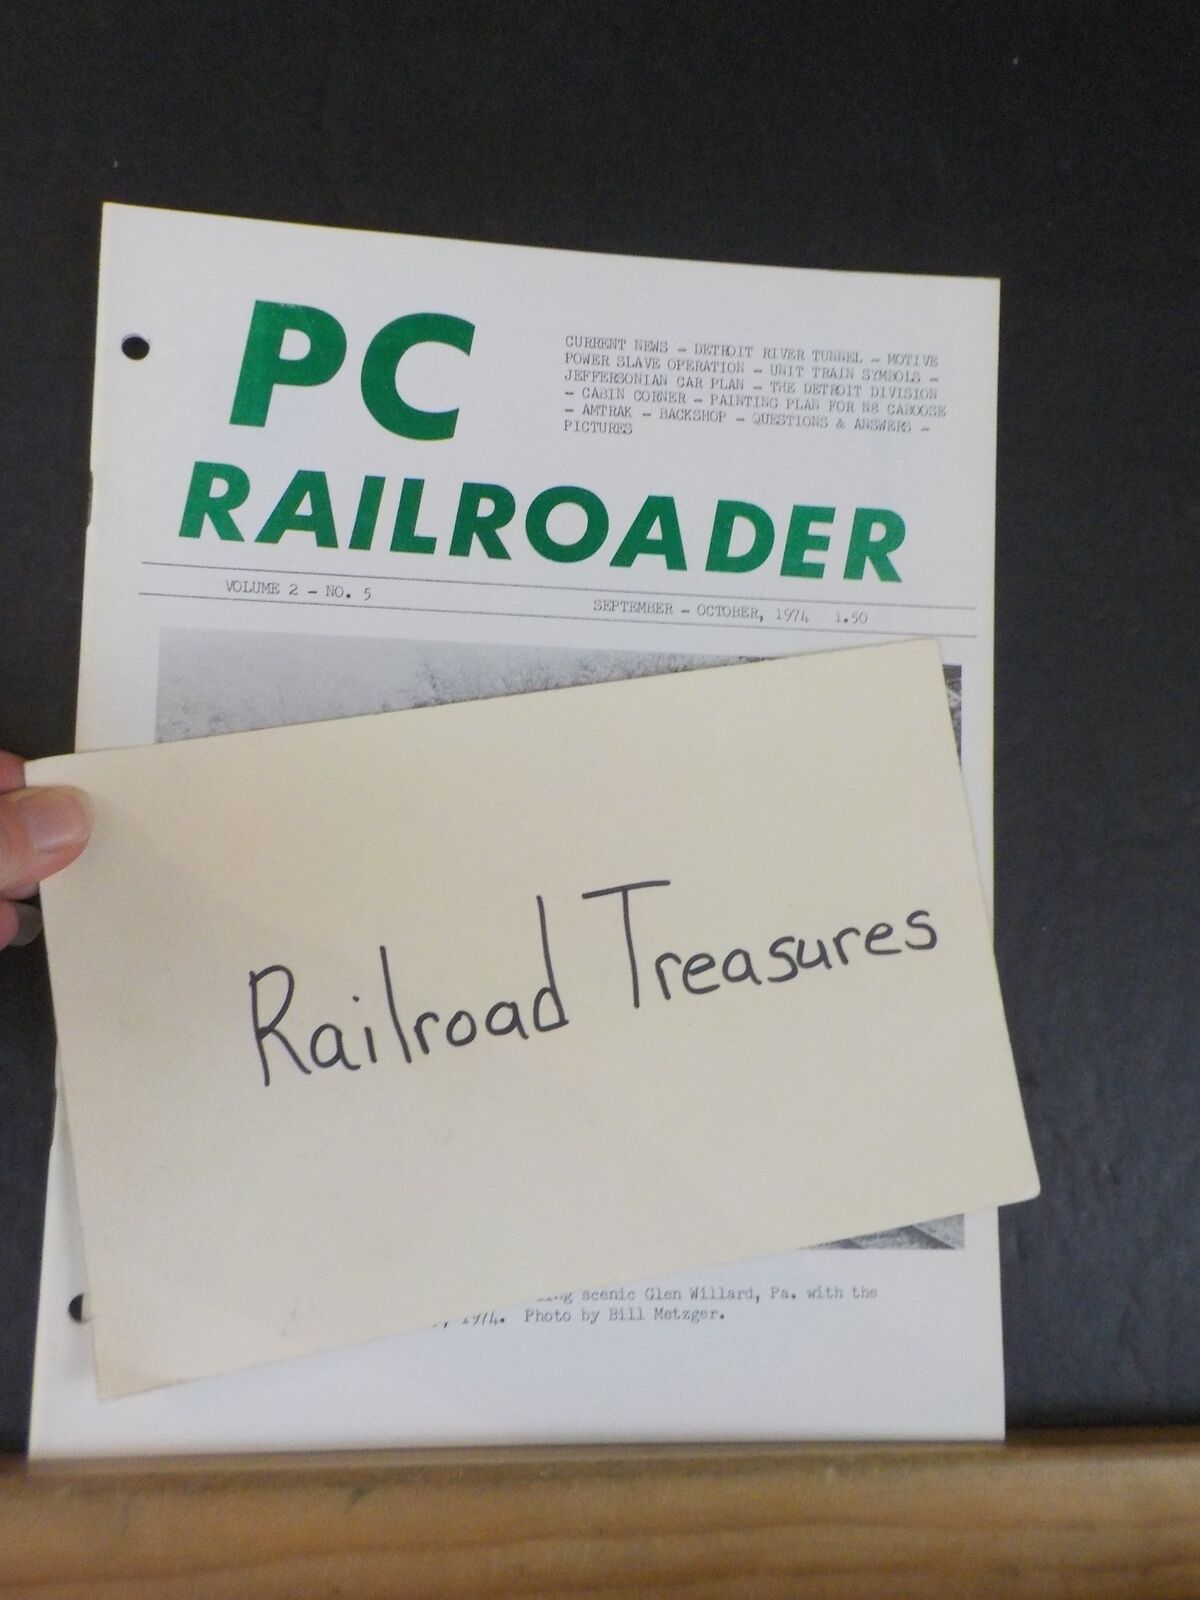 PC
CURRENT NEWS - DETROIT RIVER TUNNEL - MOTIVE
POWER SLAVE OPERATION - UNIT TRAIN SYMBOLS -
JEFFERSONIAN CAR PLAN - THE DETROIT DIVISION
- CABIN CORNER - PAINTING PLAN FOR N8 CABOOSE
- AMTRAK - BACKSHOP - QUESTIONS & ANSWERS -
PICTURES
RAILROADER
VOLUME 2 - NO. 5
SEPTEMBER - OCTOBER, 1974 1.50
Railroad Treasures
scenic Glen Willard, Pa. with the
1974. Photo by Bill Metzger.